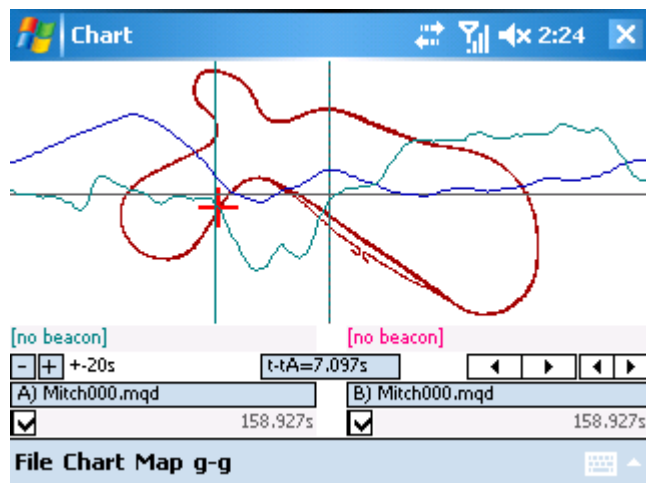 Chart 2:24
[no beacon] [no beacon]
- + +-20s t-tA=7.097s
A) Mitch000.mqd B) Mitch000.mqd
158.927s 158.927s
File Chart Map g-g